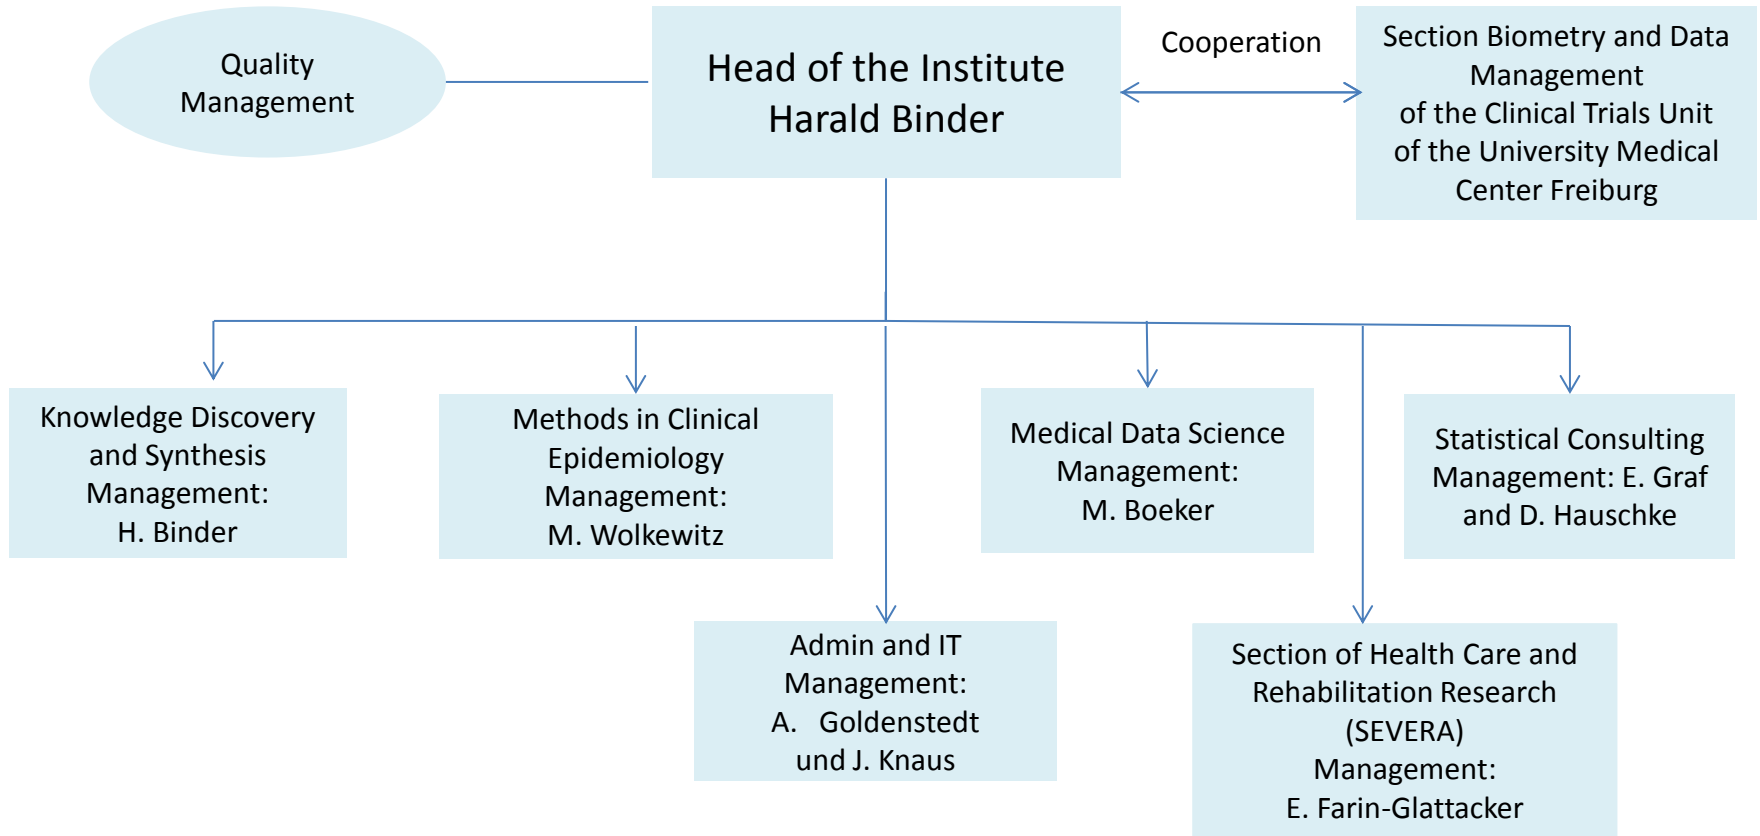 Quality
Management
Head of the Institute
Harald Binder
Cooperation
Section Biometry and Data
Management
of the Clinical Trials Unit
of the University Medical
Center Freiburg
Knowledge Discovery
and Synthesis
Management:
H. Binder
Methods in Clinical
Epidemiology
Management:
M. Wolkewitz
Medical Data Science
Management:
M. Boeker
Statistical Consulting
Management: E. Graf
and D. Hauschke
Admin and IT
Management:
A. Goldenstedt
und J. Knaus
Section of Health Care and
Rehabilitation Research
(SEVERA)
Management:
E. Farin-Glattacker